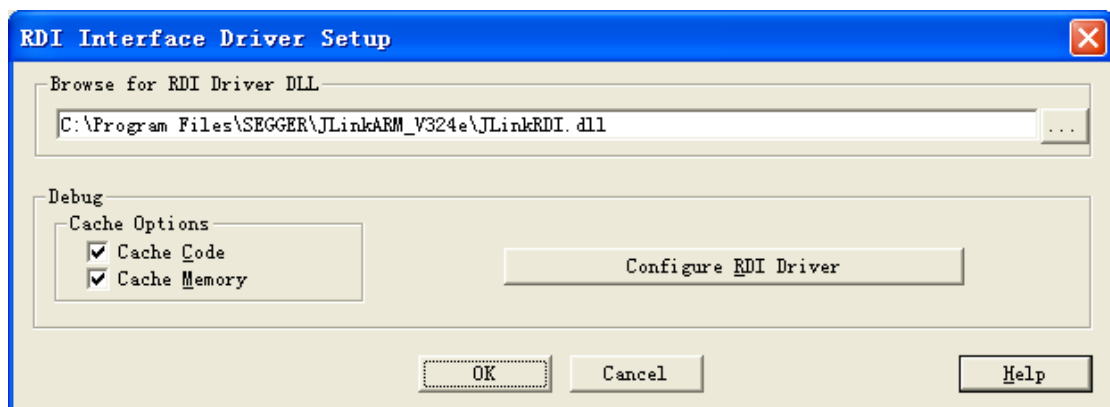 RDI Interface Driver Setup
Browse for RDI Driver DLL
C:\Program Files\SEGGER\JLinkARM_V324e\JLinkRDI.dll
...
Debug
Cache Options
Cache Code
Cache Memory
Configure RDI Driver
OK
Cancel
Help